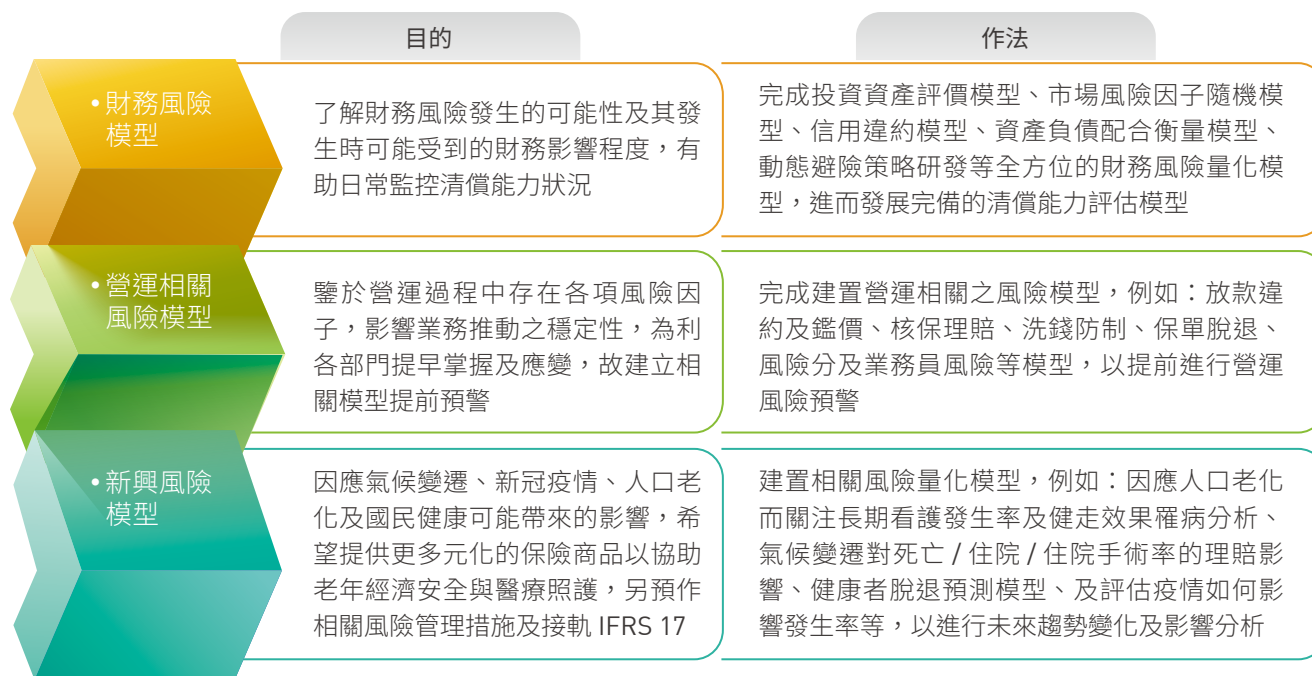 目的
作法
• 財務風險
模型
了解財務風險發生的可能性及其發
生時可能受到的財務影響程度，有
助日常監控清償能力狀況
完成投資資產評價模型、市場風險因子隨機模
型、信用違約模型、資產負債配合衡量模型、
動態避險策略研發等全方位的財務風險量化模
型，進而發展完備的清償能力評估模型
• 營運相關
風險模型
鑒於營運過程中存在各項風險因
子，影響業務推動之穩定性，為利
各部門提早掌握及應變，故建立相
關模型提前預警
完成建置營運相關之風險模型，例如：放款違
約及鑑價、核保理賠、洗錢防制、保單脫退、
風險分及業務員風險等模型，以提前進行營運
風險預警
• 新興風險
模型
因應氣候變遷、新冠疫情、人口老
化及國民健康可能帶來的影響，希
望提供更多元化的保險商品以協助
老年經濟安全與醫療照護，另預作
相關風險管理措施及接軌 IFRS 17
建置相關風險量化模型，例如：因應人口老化
而關注長期看護發生率及健走效果罹病分析、
氣候變遷對死亡 / 住院 / 住院手術率的理賠影
響、健康者脫退預測模型、及評估疫情如何影
響發生率等，以進行未來趨勢變化及影響分析